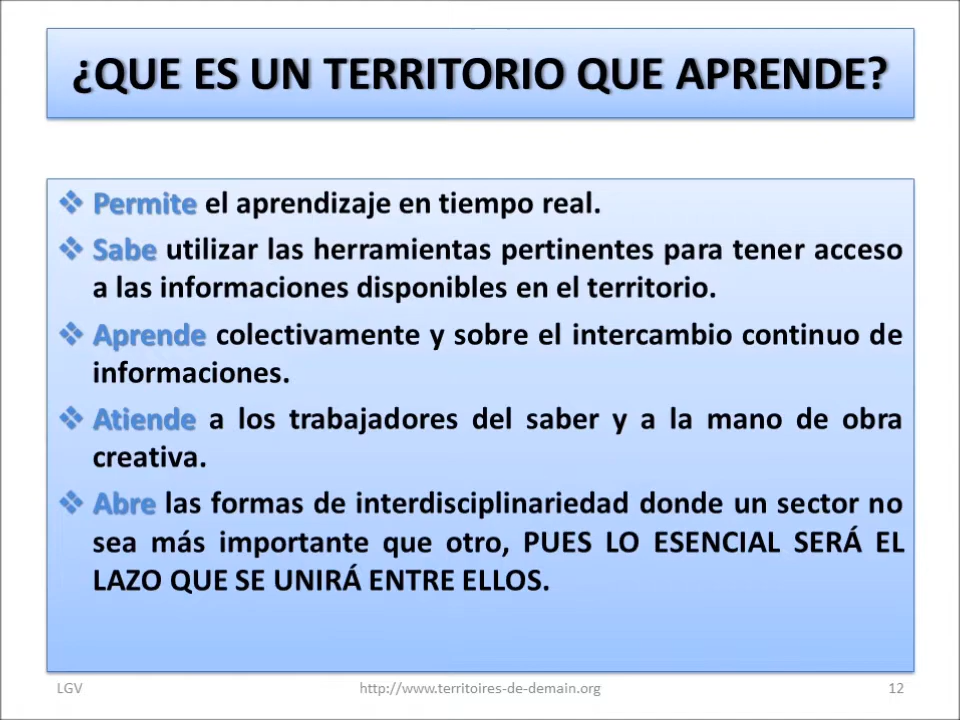 ¿QUE ES UN TERRITORIO QUE APRENDE?
❖ Permite el aprendizaje en tiempo real.
❖ Sabe utilizar las herramientas pertinentes para tener acceso
a las informaciones disponibles en el territorio.
❖ Aprende colectivamente y sobre el intercambio continuo de
informaciones.
❖ Atiende a los trabajadores del saber y a la mano de obra
creativa.
❖ Abre las formas de interdisciplinariedad donde un sector no
sea más importante que otro, PUES LO ESENCIAL SERÁ EL
LAZO QUE SE UNIRÁ ENTRE ELLOS.
LGV http://www.territoires-de-demain.org 12